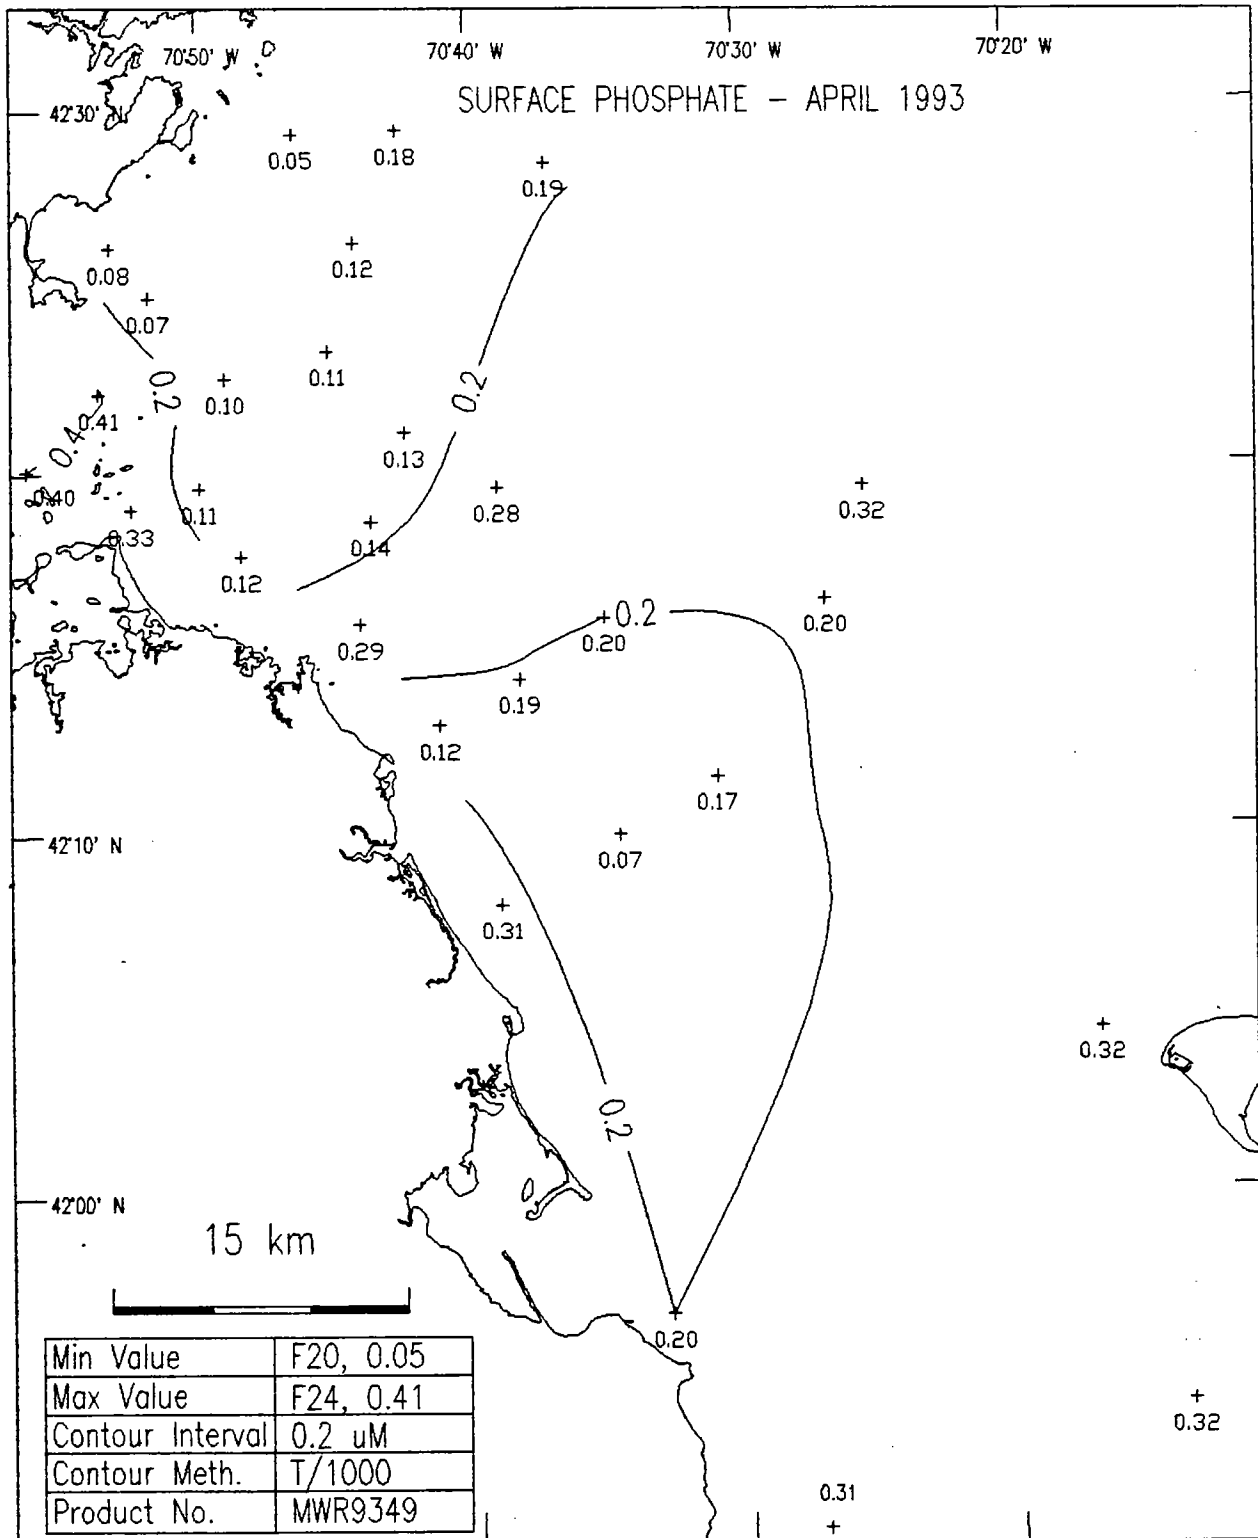 70°50' W
70°40' W
70°30' W
70°20' W
SURFACE PHOSPHATE - APRIL 1993
42°30' N
0.05
0.18
0.19
0.08
0.12
0.07
0.11
0.2
0.2
0.10
0.41
0.4
0.13
0.40
0.11
0.28
0.32
0.33
0.14
0.12
0.2
0.20
0.20
0.29
0.19
0.12
0.17
42°10' N
0.07
0.31
0.32
0.2
42°00' N
15 km
0.20
Min Value F20, 0.05
Max Value F24, 0.41
Contour Interval 0.2 uM
Contour Meth. T/1000
Product No. MWR9349
0.32
0.31